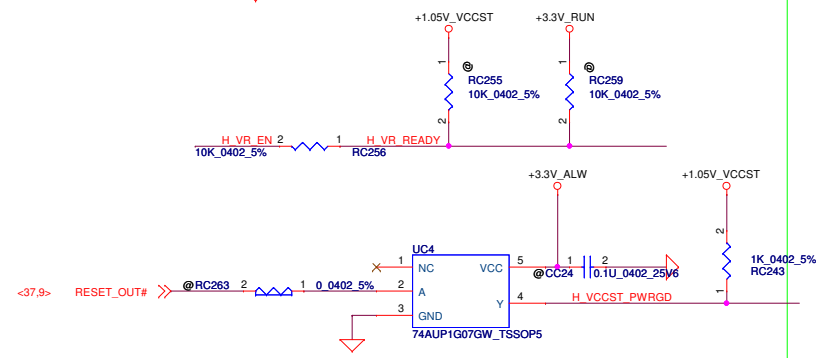 +1.05V_VCCST
+3.3V_RUN
1
@
RC255
10K_0402_5%
2
1
@
RC259
10K_0402_5%
2
H_VR_EN 2
1
H_VR_READY
10K_0402_5%
RC256
+3.3V_ALW
+1.05V_VCCST
UC4
2
1K_0402_5%
RC243
1
1
NC
VCC
5
@CC24
1
2
0.1U_0402_25V6
<37,9>
RESET_OUT#
@RC263
2
1
0_0402_5%
2
A
Y
4
H_VCCST_PWRGD
3
GND
74AUP1G07GW_TSSOP5